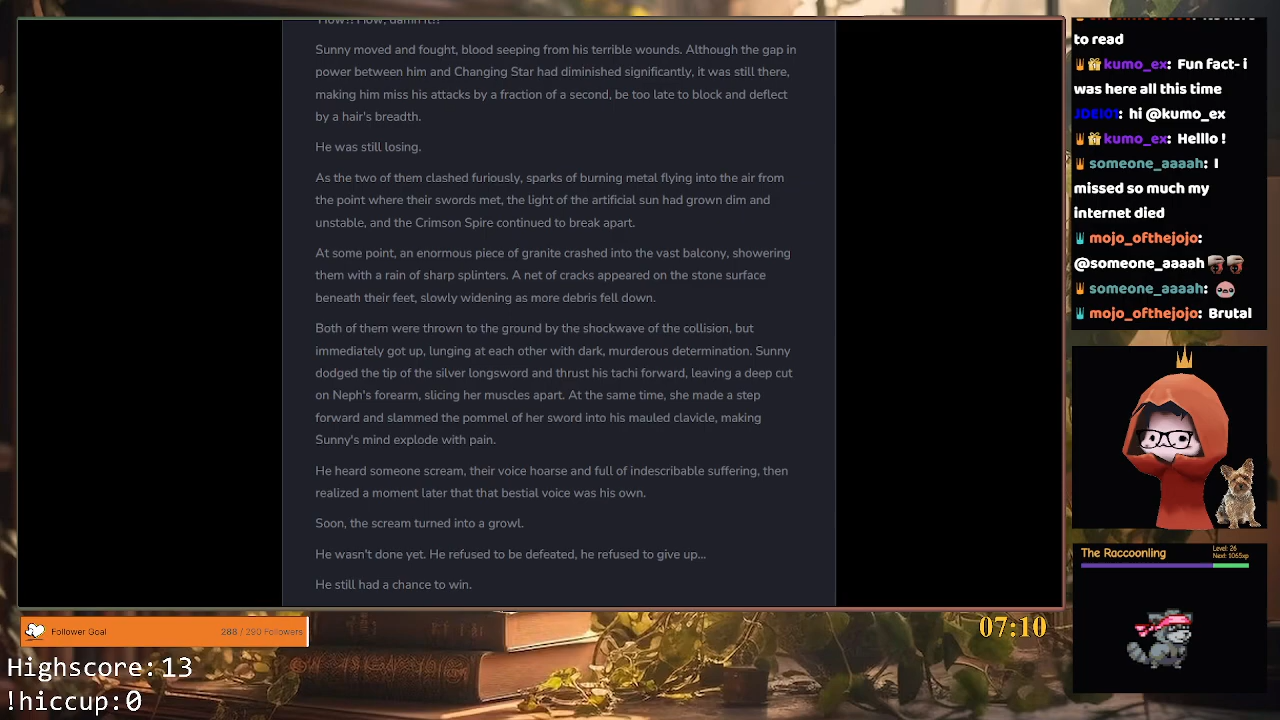 Sunny moved and fought, blood seeping from his terrible wounds. Although the gap in
power between him and Changing Star had diminished significantly, it was still there,
making him miss his attacks by a fraction of a second, be too late to block and deflect
by a hair's breadth.
He was still losing.
As the two of them clashed furiously, sparks of burning metal flying into the air from
the point where their swords met, the light of the artificial sun had grown dim and
unstable, and the Crimson Spire continued to break apart.
At some point, an enormous piece of granite crashed into the vast balcony, showering
them with a rain of sharp splinters. A net of cracks appeared on the stone surface
beneath their feet, slowly widening as more debris fell down.
Both of them were thrown to the ground by the shockwave of the collision, but
immediately got up, lunging at each other with dark, murderous determination. Sunny
dodged the tip of the silver longsword and thrust his tachi forward, leaving a deep cut
on Neph's forearm, slicing her muscles apart. At the same time, she made a step
forward and slammed the pommel of her sword into his mauled clavicle, making
Sunny's mind explode with pain.
He heard someone scream, their voice hoarse and full of indescribable suffering, then
realized a moment later that that bestial voice was his own.
Soon, the scream turned into a growl.
He wasn't done yet. He refused to be defeated, he refused to give up...
He still had a chance to win.
to read
kumo_ex: Fun fact- i
was here all this time
JDEI01: hi @kumo_ex
kumo_ex: Helllo !
someone_aaaah: I
missed so much my
internet died
mojo_ofthejojo:
@someone_aaaah
someone_aaaah:
mojo_ofthejojo: Brutal
The Raccoonling
Level: 26
Next: 1065xp
Follower Goal
288 / 290 Followers
07:10
Highscore:13
!hiccup:0